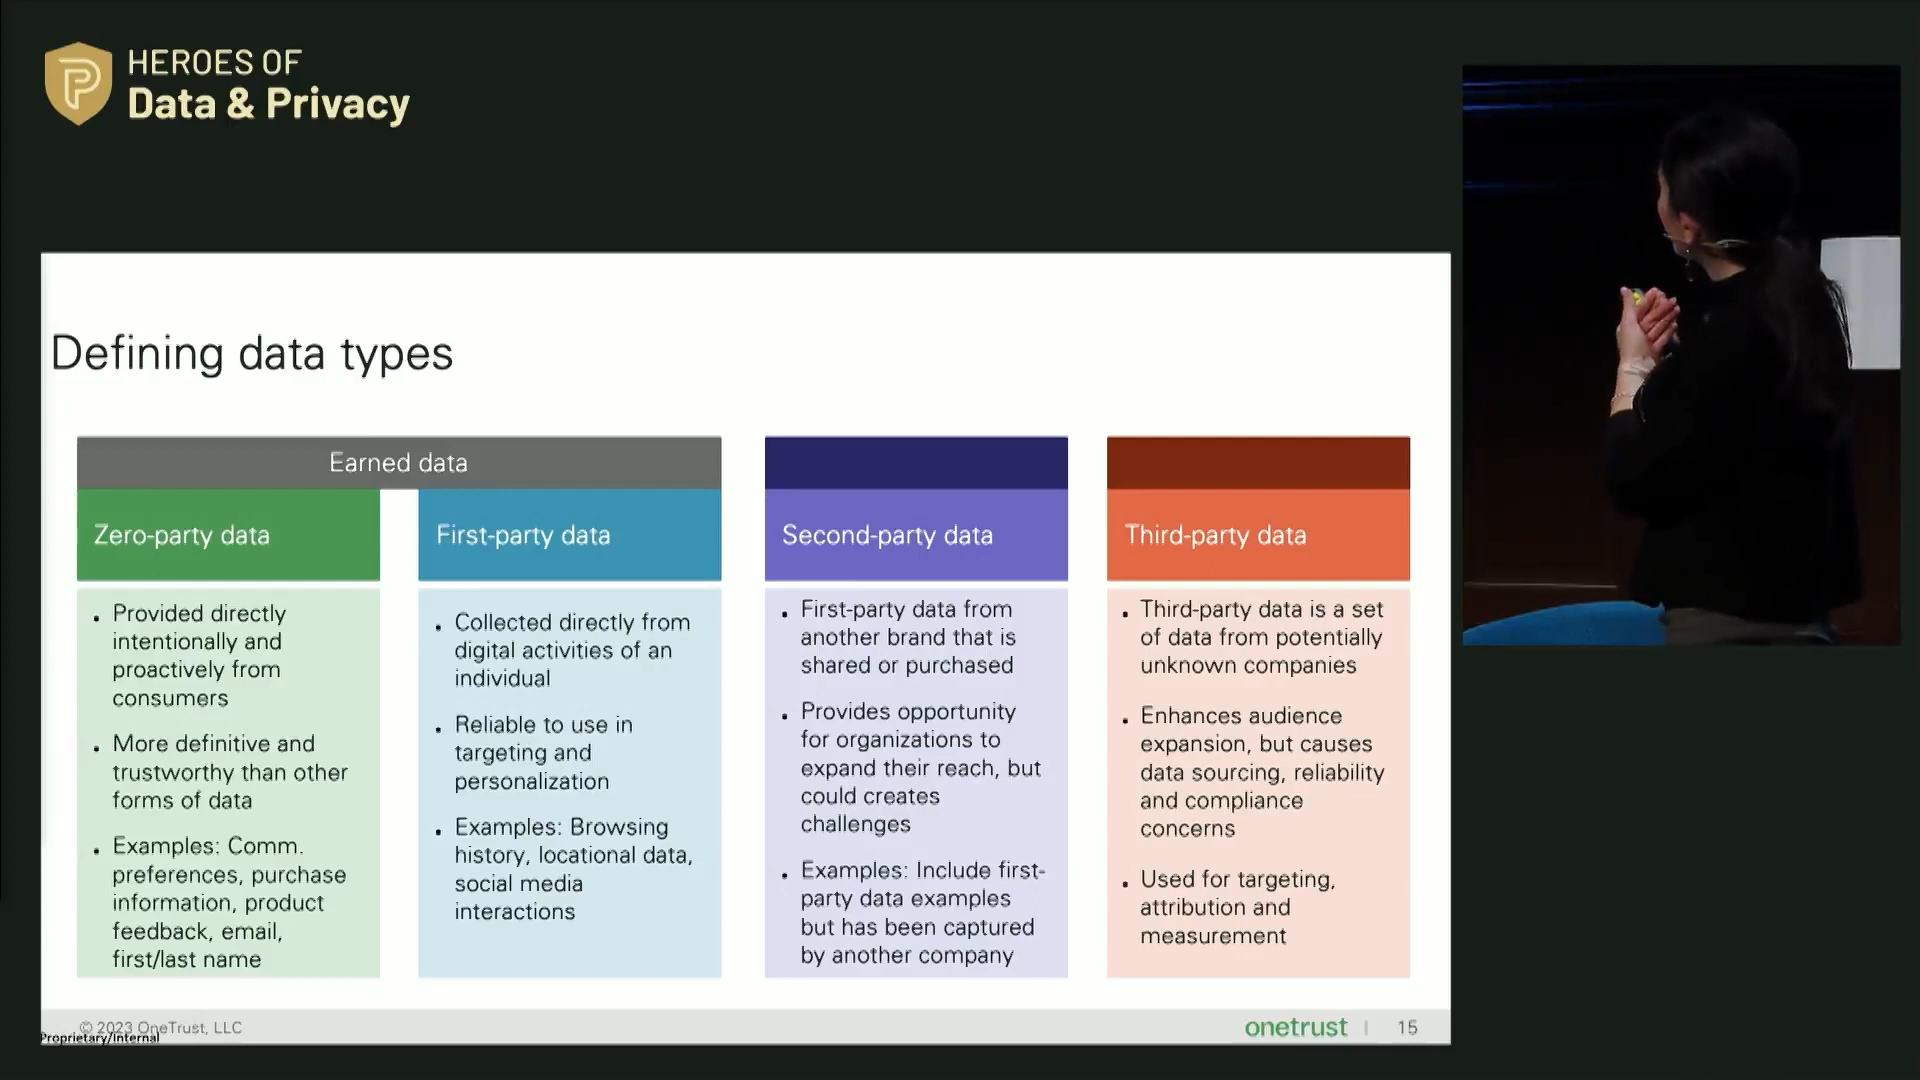 HEROES OF
Data & Privacy
Defining data types
Earned data
Zero-party data
• Provided directly
intentionally and
proactively from
consumers
• More definitive and
trustworthy than other
forms of data
• Examples: Comm.
preferences, purchase
information, product
feedback, email,
first/last name
First-party data
• Collected directly from
digital activities of an
individual
• Reliable to use in
targeting and
personalization
• Examples: Browsing
history, locational data,
social media
interactions
Second-party data
• First-party data from
another brand that is
shared or purchased
• Provides opportunity
for organizations to
expand their reach, but
could creates
challenges
• Examples: Include first-
party data examples
but has been captured
by another company
Third-party data
• Third-party data is a set
of data from potentially
unknown companies
• Enhances audience
expansion, but causes
data sourcing, reliability
and compliance
concerns
• Used for targeting,
attribution and
measurement
© 2023 OneTrust, LLC
Proprietary/Internal
onetrust | 15